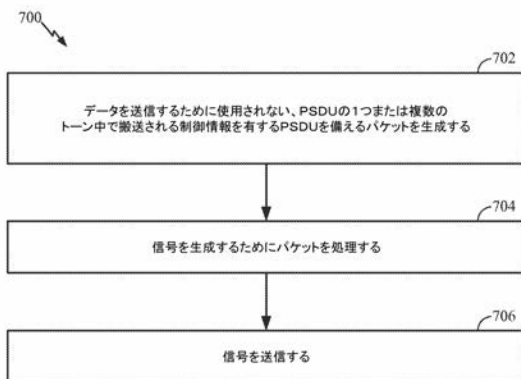 700
702
データを送信するために使用されない、PSDUの1つまたは複数の
トーン中で搬送される制御情報を有するPSDUを備えるパケットを生成する
704
信号を生成するためにパケットを処理する
706
信号を送信する